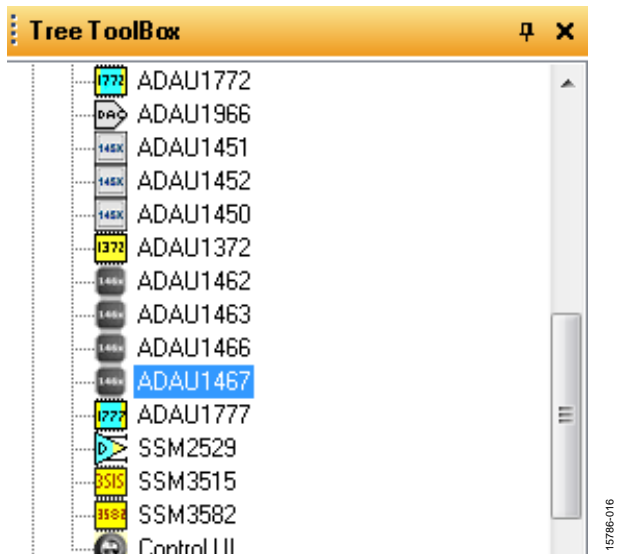 Tree ToolBox
1772 ADAU1772
DAC ADAU1966
145X ADAU1451
145X ADAU1452
145X ADAU1450
1372 ADAU1372
146x ADAU1462
146x ADAU1463
146x ADAU1466
146x ADAU1467
1777 ADAU1777
D SSM2529
3515 SSM3515
3582 SSM3582
Control UI
15786-016